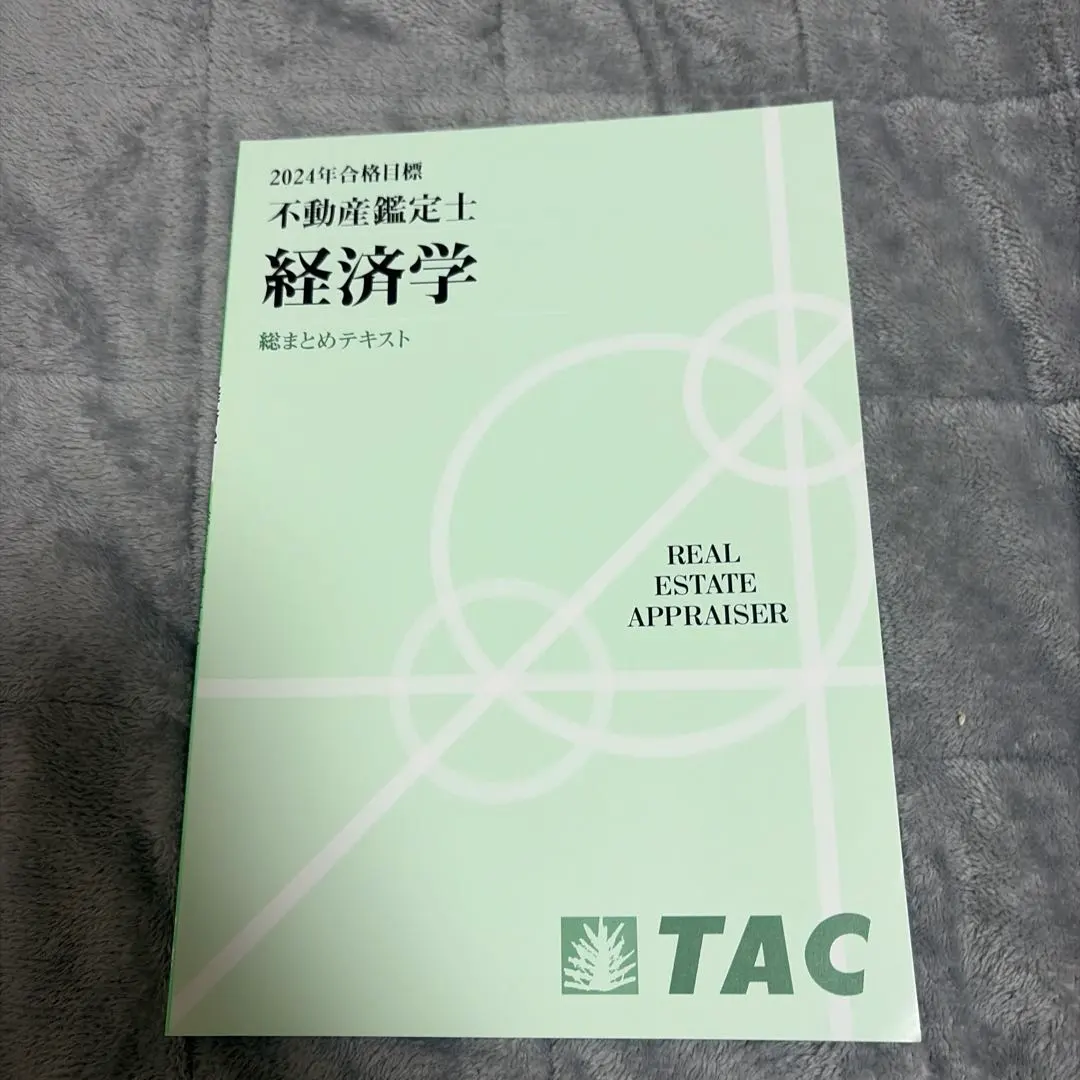 2024年合格目標
不動産鑑定士
経済学
総まとめテキスト
REAL
ESTATE
APPRAISER
TAC